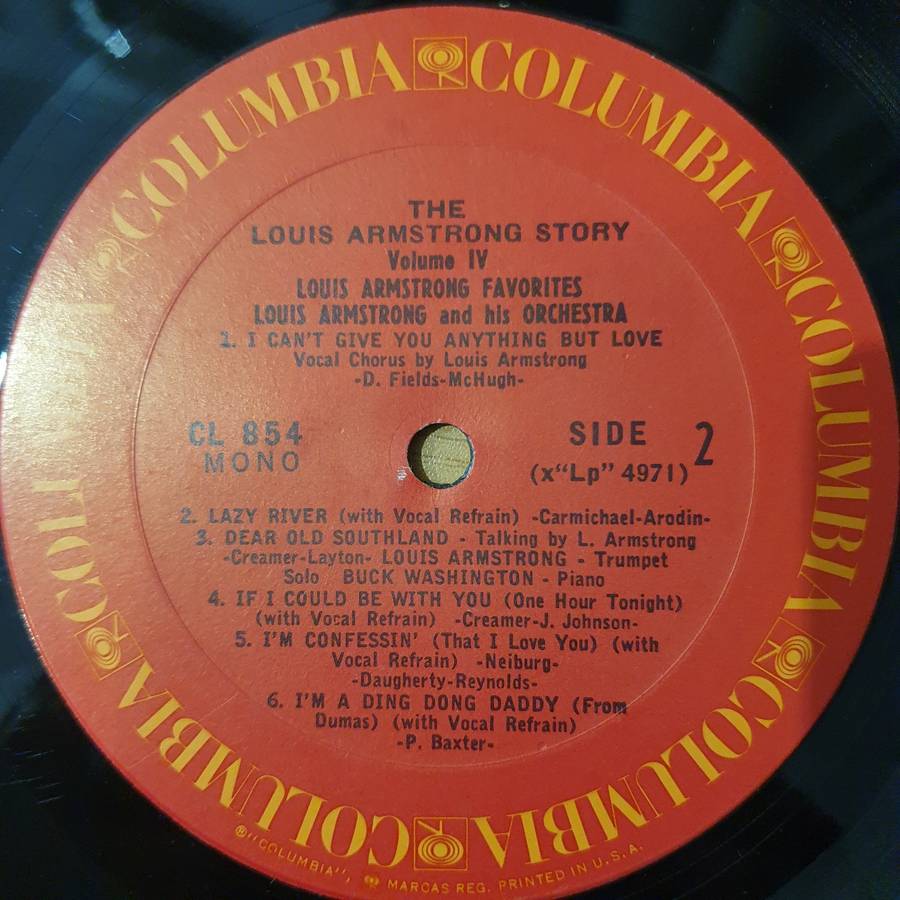 COLUMBIA COLUMBIA COLUMBIA COLUMBIA COLUMBIA COLUMBIA
THE
LOUIS ARMSTRONG STORY
Volume IV
LOUIS ARMSTRONG FAVORITES
LOUIS ARMSTRONG and his ORCHESTRA
1. I CAN'T GIVE YOU ANYTHING BUT LOVE
Vocal Chorus by Louis Armstrong
-D. Fields-McHugh-
CL 854 SIDE 2
MONO (x"Lp" 4971)
2. LAZY RIVER (with Vocal Refrain) -Carmichael-Arodin-
3. DEAR OLD SOUTHLAND - Talking by L. Armstrong
-Creamer-Layton- LOUIS ARMSTRONG - Trumpet
Solo BUCK WASHINGTON - Piano
4. IF I COULD BE WITH YOU (One Hour Tonight)
(with Vocal Refrain) -Creamer-J. Johnson-
5. I'M CONFESSIN' (That I Love You) (with
Vocal Refrain) -Neiburg-
-Daugherty-Reynolds-
6. I'M A DING DONG DADDY (From
Dumas) (with Vocal Refrain)
-P. Baxter-
® "COLUMBIA", MARCAS REG. PRINTED IN U.S.A.